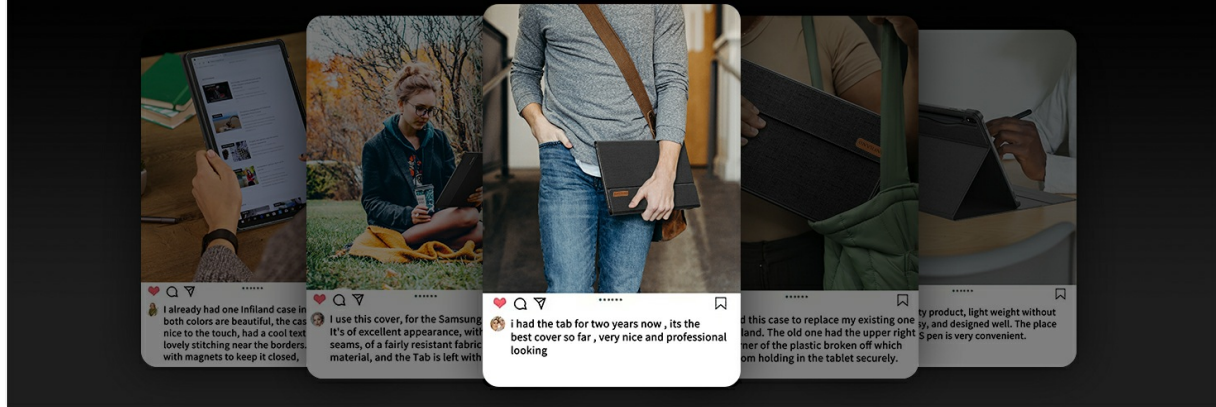 I already had one Infiland case in
both colors are beautiful, the cas
nice to the touch, had a cool text
lovely stitching near the borders.
with magnets to keep it closed,
I use this cover, for the Samsung
It's of excellent appearance, with
seams, of a fairly resistant fabric
material, and the Tab is left with
i had the tab for two years now , its the
best cover so far , very nice and professional
looking
d this case to replace my existing one
land. The old one had the upper right
ner of the plastic broken off which
om holding in the tablet securely.
ty product, light weight without
sy, and designed well. The place
s pen is very convenient.